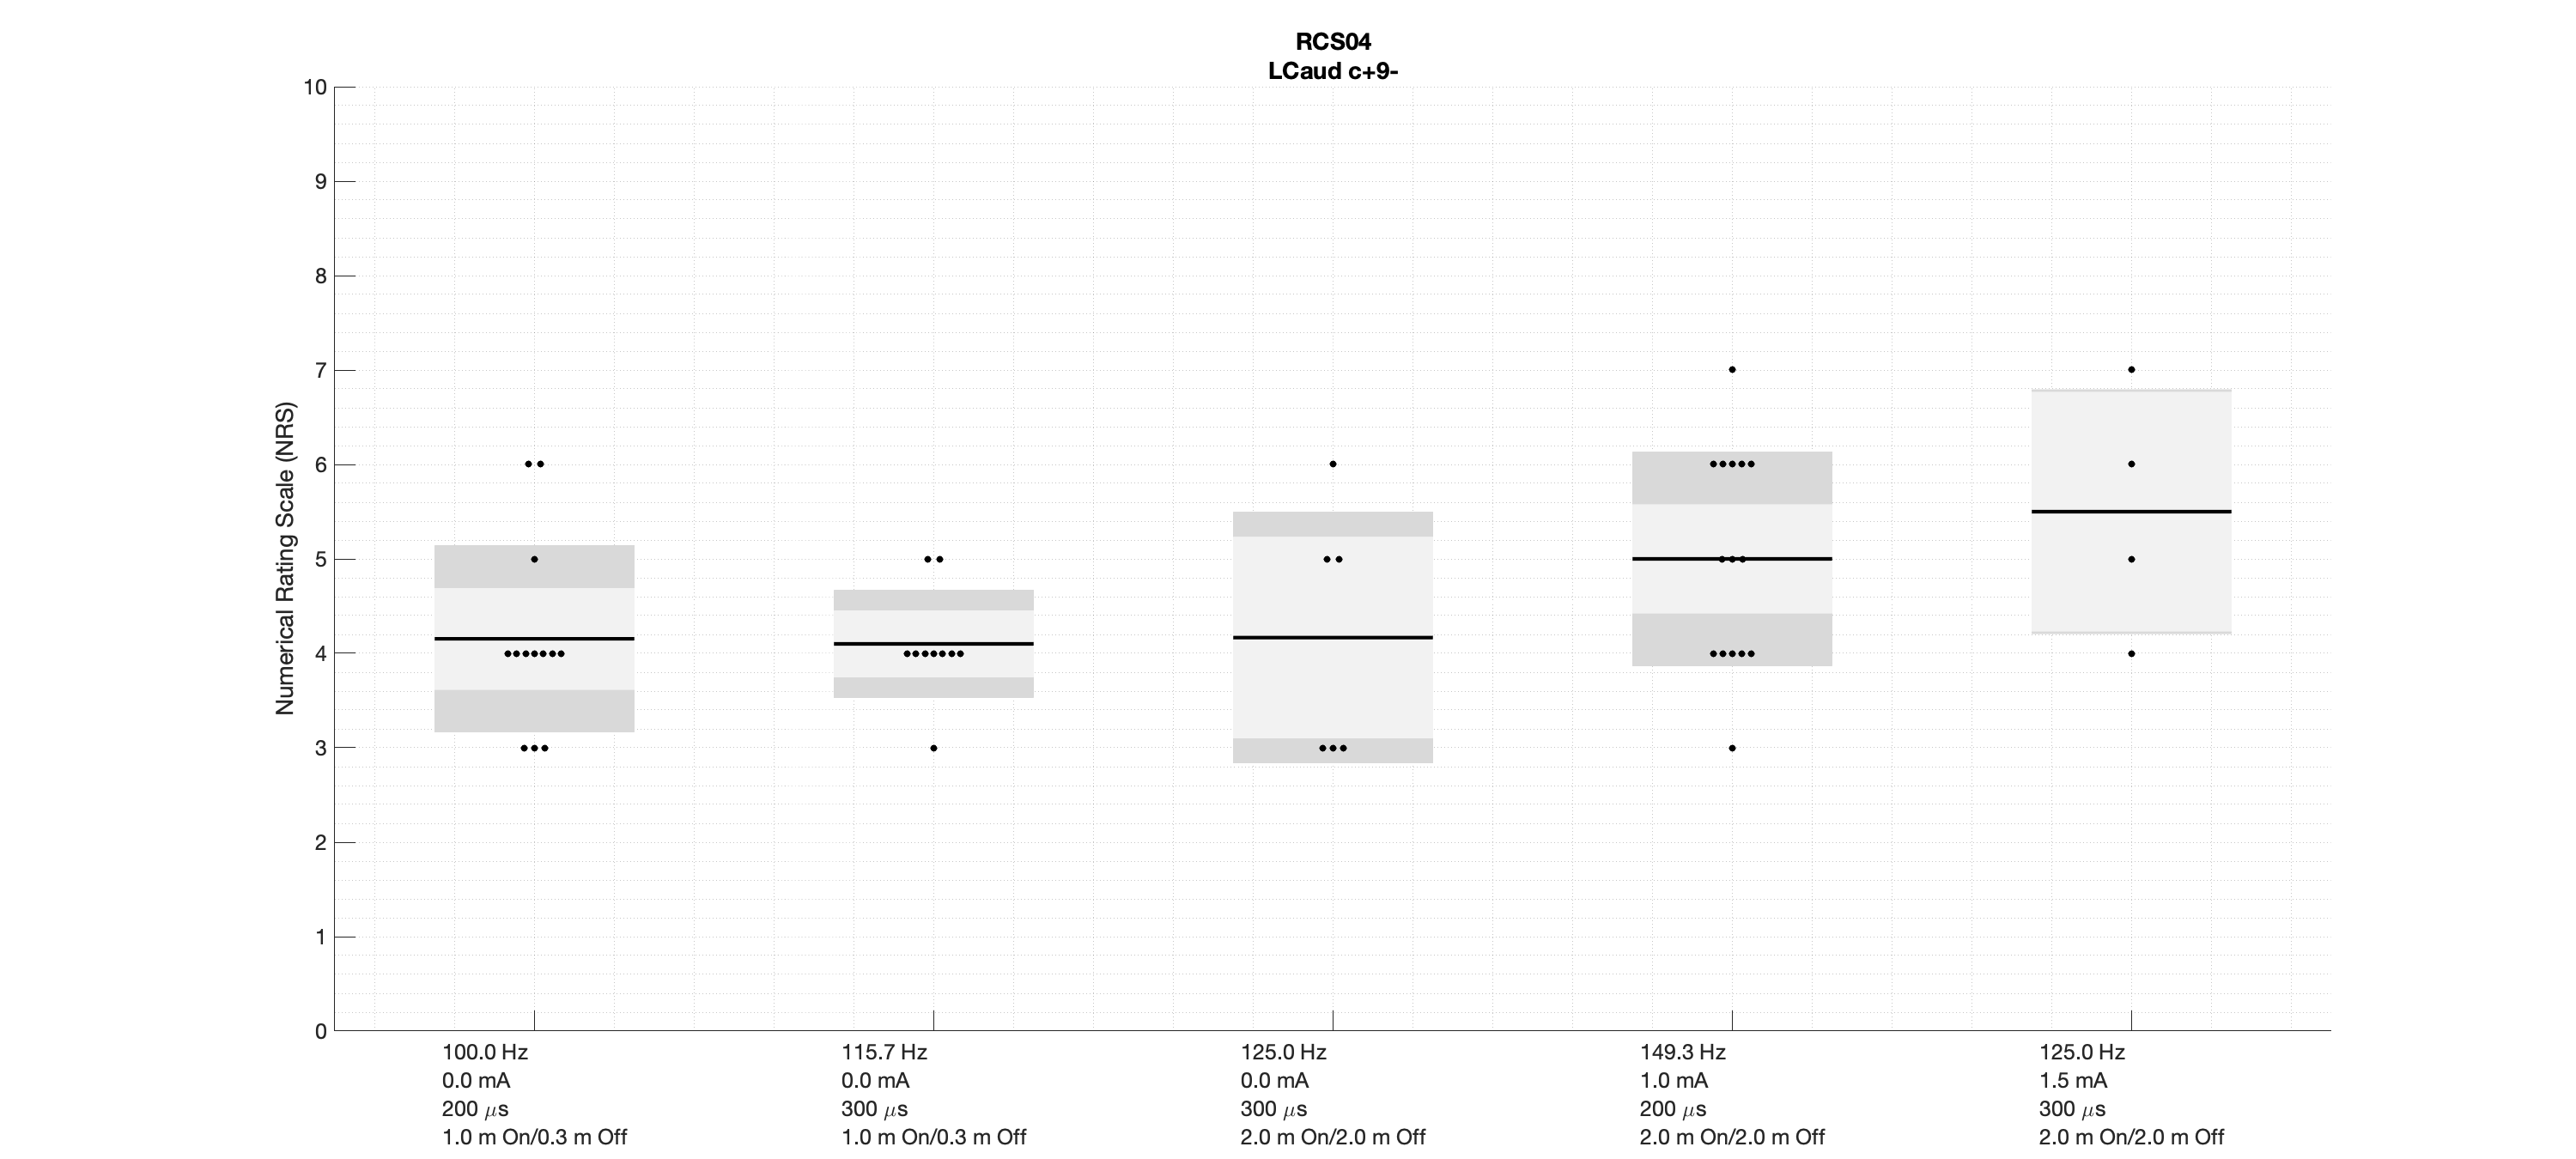 RCS04
LCaud c+9-
Numerical Rating Scale (NRS)
10
9
8
7
6
5
4
3
2
1
0
100.0 Hz
0.0 mA
200 μs
1.0 m On/0.3 m Off
115.7 Hz
0.0 mA
300 μs
1.0 m On/0.3 m Off
125.0 Hz
0.0 mA
300 μs
2.0 m On/2.0 m Off
149.3 Hz
1.0 mA
200 μs
2.0 m On/2.0 m Off
125.0 Hz
1.5 mA
300 μs
2.0 m On/2.0 m Off